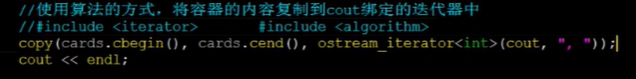 //使用算法的方式，将容器的内容复制到cout绑定的迭代器中
//#include <iterator>      #include <algorithm>
copy(cards.cbegin(), cards.cend(), ostream_iterator<int>(cout, ", "));
cout << endl;